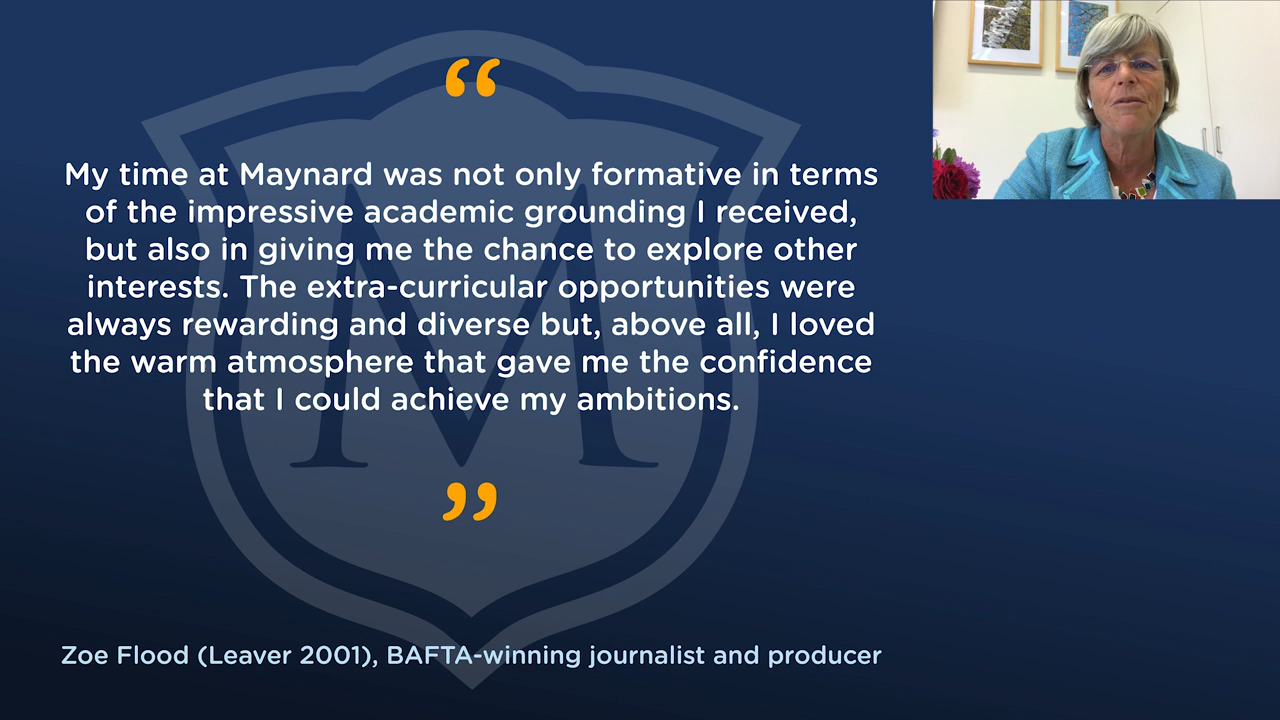 “
My time at Maynard was not only formative in terms
of the impressive academic grounding I received,
but also in giving me the chance to explore other
interests. The extra-curricular opportunities were
always rewarding and diverse but, above all, I loved
the warm atmosphere that gave me the confidence
that I could achieve my ambitions.
”
M
Zoe Flood (Leaver 2001), BAFTA-winning journalist and producer